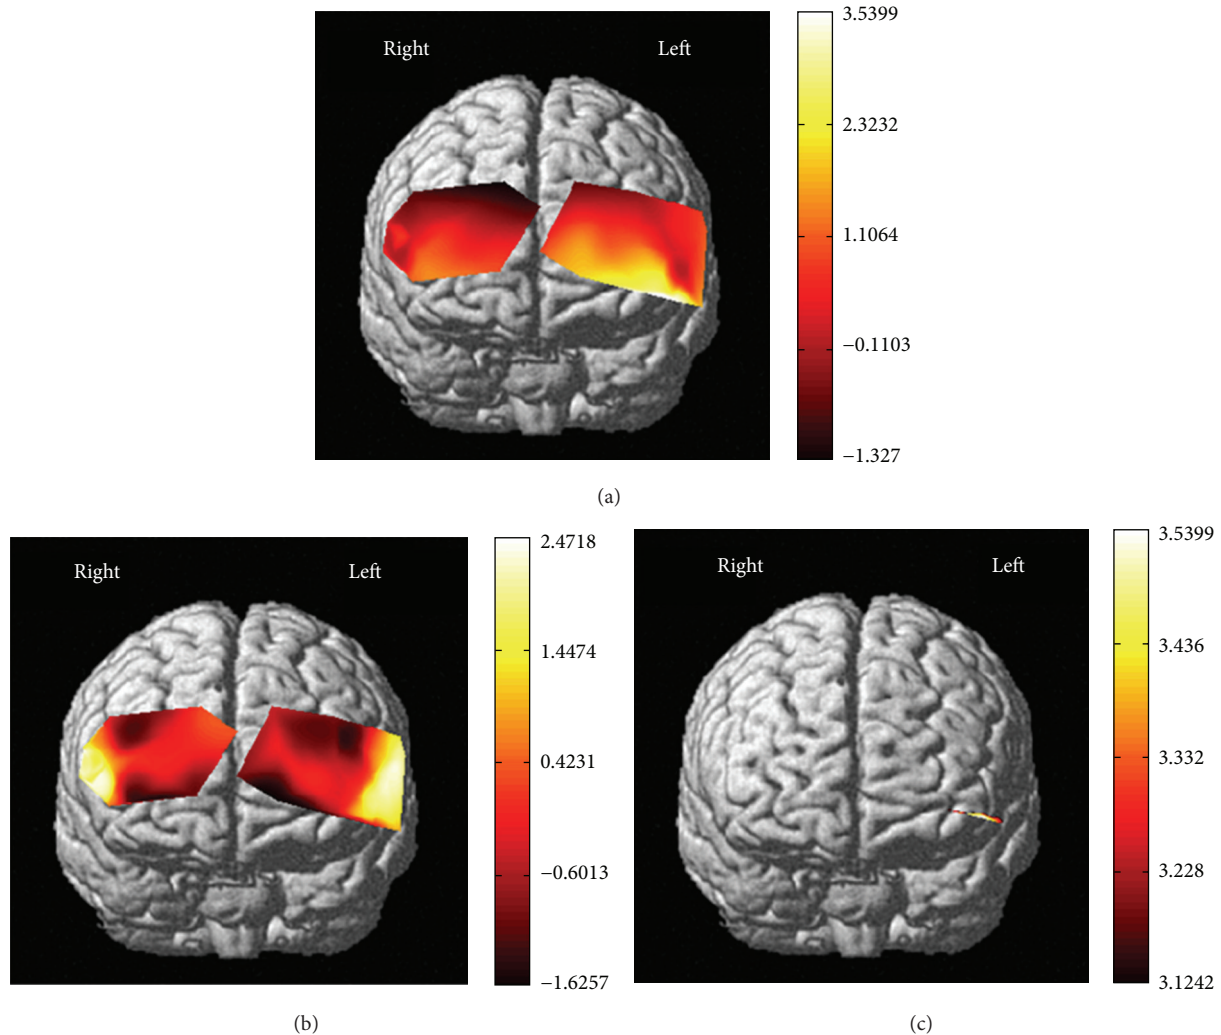 Right Left
3.5399
2.3232
1.1064
−0.1103
−1.327
(a)
Right Left
2.4718
1.4474
0.4231
−0.6013
−1.6257
(b)
Right Left
3.5399
3.436
3.332
3.228
3.1242
(c)